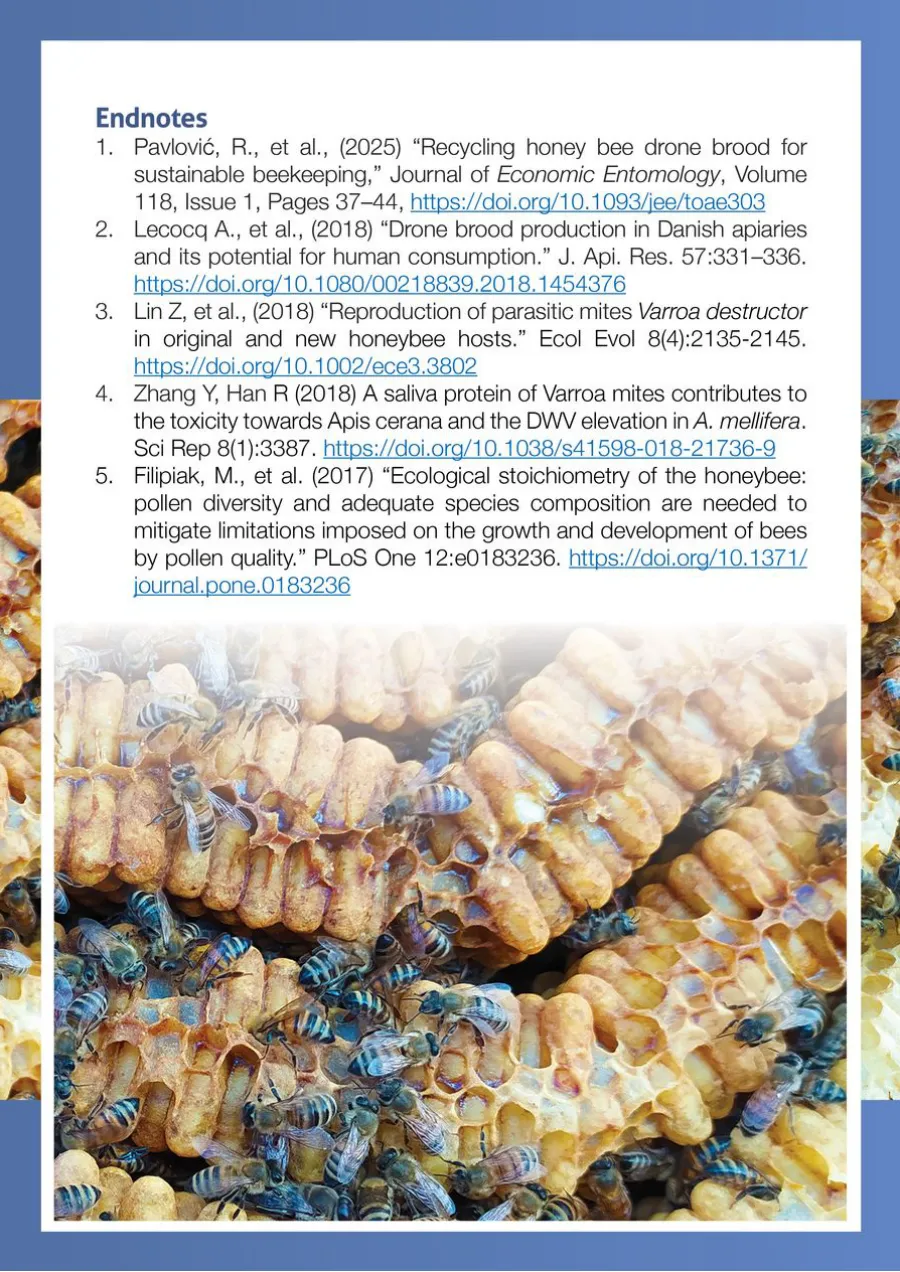 Endnotes
1. Pavlović, R., et al., (2025) “Recycling honey bee drone brood for
sustainable beekeeping,” Journal of Economic Entomology, Volume
118, Issue 1, Pages 37–44, https://doi.org/10.1093/jee/toae303
2. Lecocq A., et al., (2018) “Drone brood production in Danish apiaries
and its potential for human consumption.” J. Api. Res. 57:331–336.
https://doi.org/10.1080/00218839.2018.1454376
3. Lin Z, et al., (2018) “Reproduction of parasitic mites Varroa destructor
in original and new honeybee hosts.” Ecol Evol 8(4):2135-2145.
https://doi.org/10.1002/ece3.3802
4. Zhang Y, Han R (2018) A saliva protein of Varroa mites contributes to
the toxicity towards Apis cerana and the DWV elevation in A. mellifera.
Sci Rep 8(1):3387. https://doi.org/10.1038/s41598-018-21736-9
5. Filipiak, M., et al. (2017) “Ecological stoichiometry of the honeybee:
pollen diversity and adequate species composition are needed to
mitigate limitations imposed on the growth and development of bees
by pollen quality.” PLoS One 12:e0183236. https://doi.org/10.1371/
journal.pone.0183236